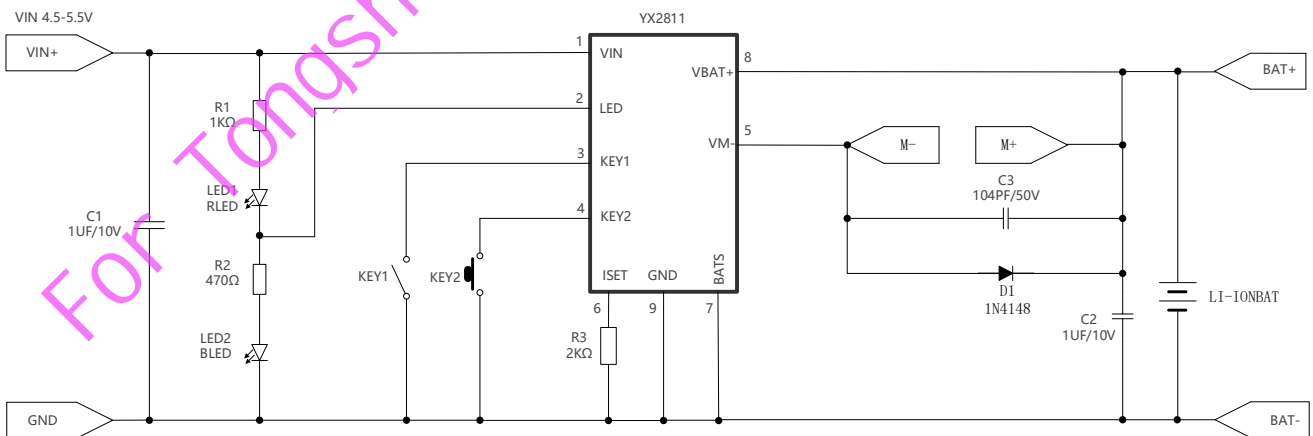 VIN 4.5-5.5V
YX2811
VIN+
1
VIN
8
VBAT+
BAT+
R1
1KΩ
2
LED
5
VM-
M-
M+
3
KEY1
C3
104PF/50V
LED1
RLED
C1
1UF/10V
4
KEY2
R2
470Ω
KEY1
KEY2
ISET
GND
BATS
D1
1N4148
LI-IONBAT
6
9
7
C2
1UF/10V
LED2
BLED
R3
2KΩ
GND
BAT-
For Tongsh